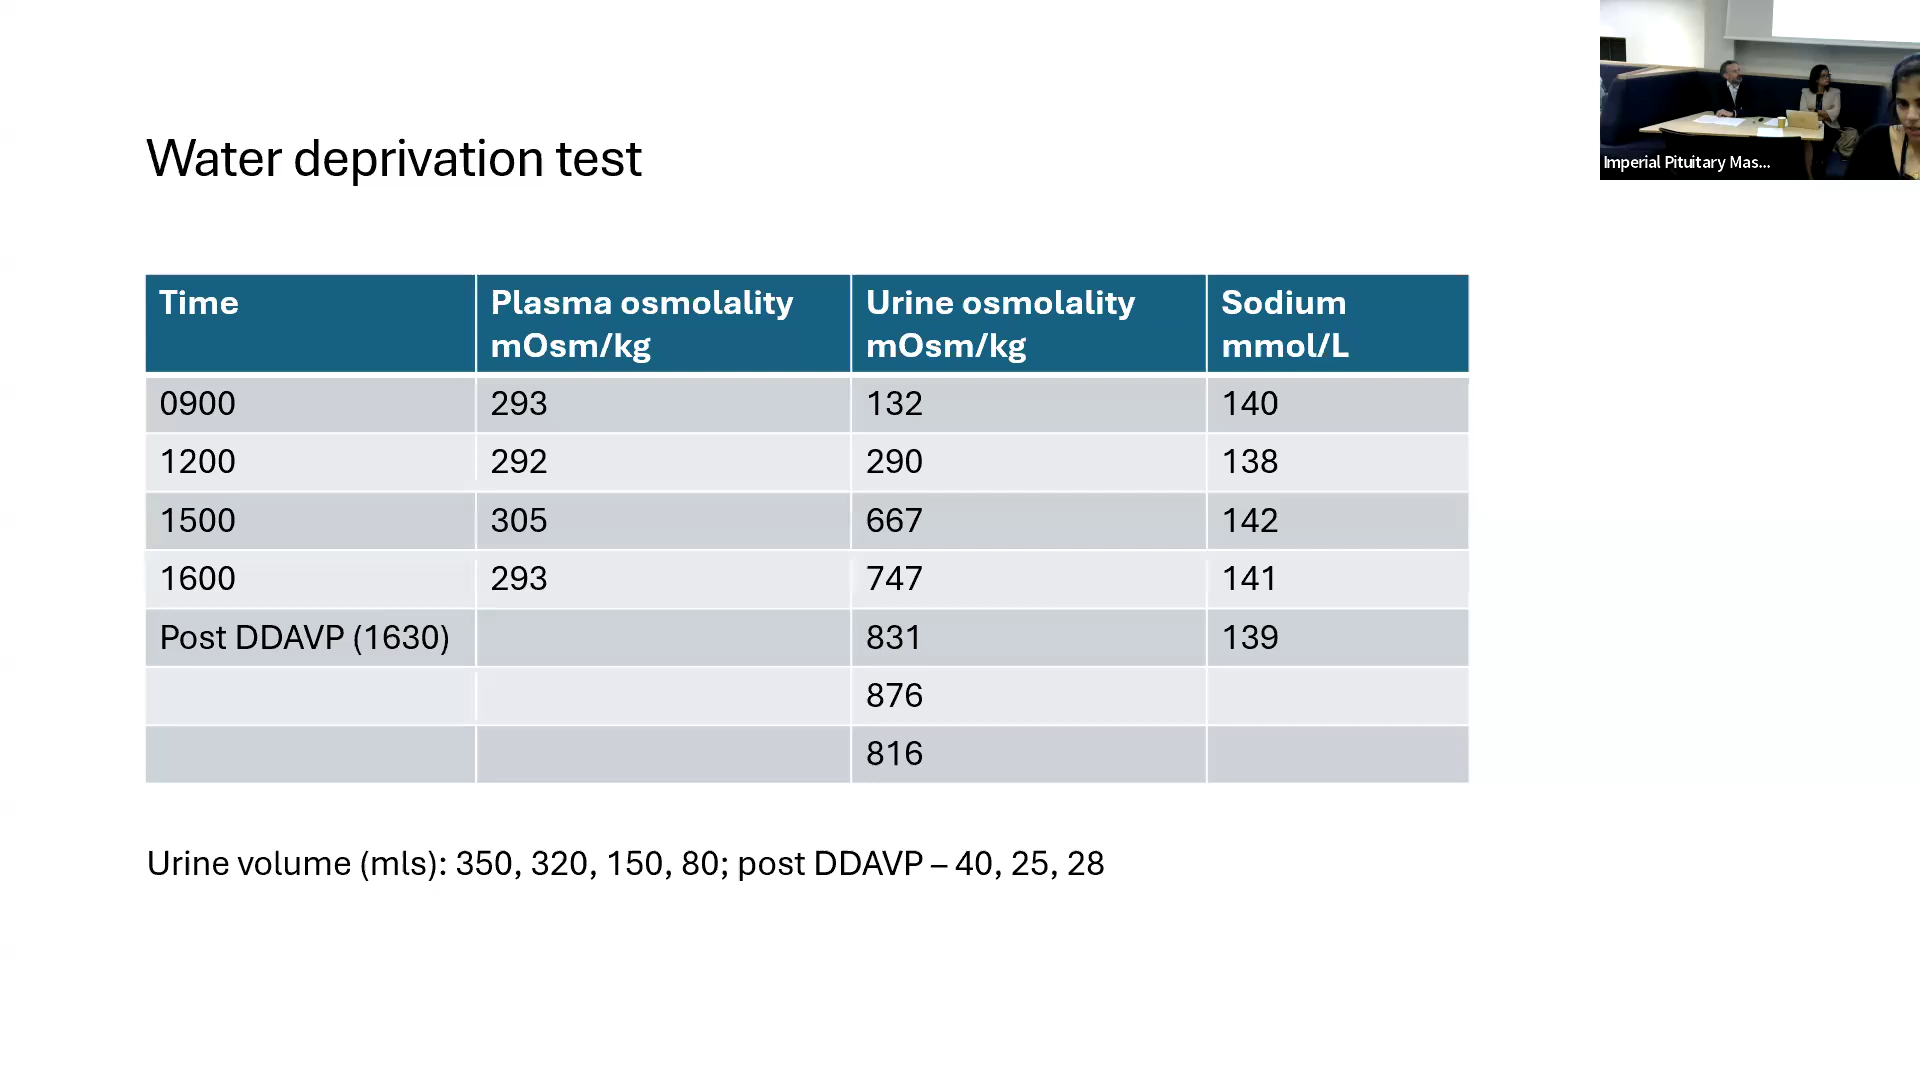 Imperial Pituitary Mas...
Water deprivation test
Time Plasma osmolality mOsm/kg Urine osmolality mOsm/kg Sodium mmol/L
0900 293 132 140
1200 292 290 138
1500 305 667 142
1600 293 747 141
Post DDAVP (1630) 831 139
876
816
Urine volume (mls): 350, 320, 150, 80; post DDAVP – 40, 25, 28